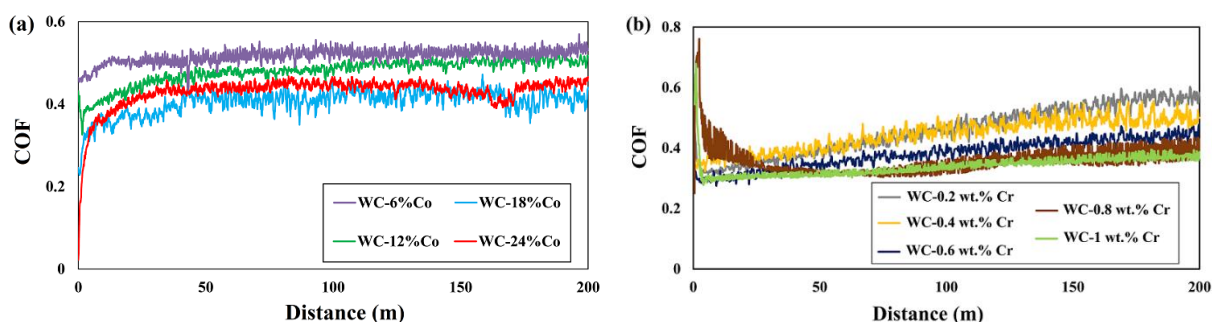 (a)
COF
0.6
0.4
0.2
0
WC-6%Co
WC-18%Co
WC-12%Co
WC-24%Co
0
50
100
150
200
Distance (m)
(b)
COF
0.8
0.6
0.4
0.2
0
WC-0.2 wt.% Cr
WC-0.4 wt.% Cr
WC-0.6 wt.% Cr
WC-0.8 wt.% Cr
WC-1 wt.% Cr
0
50
100
150
200
Distance (m)